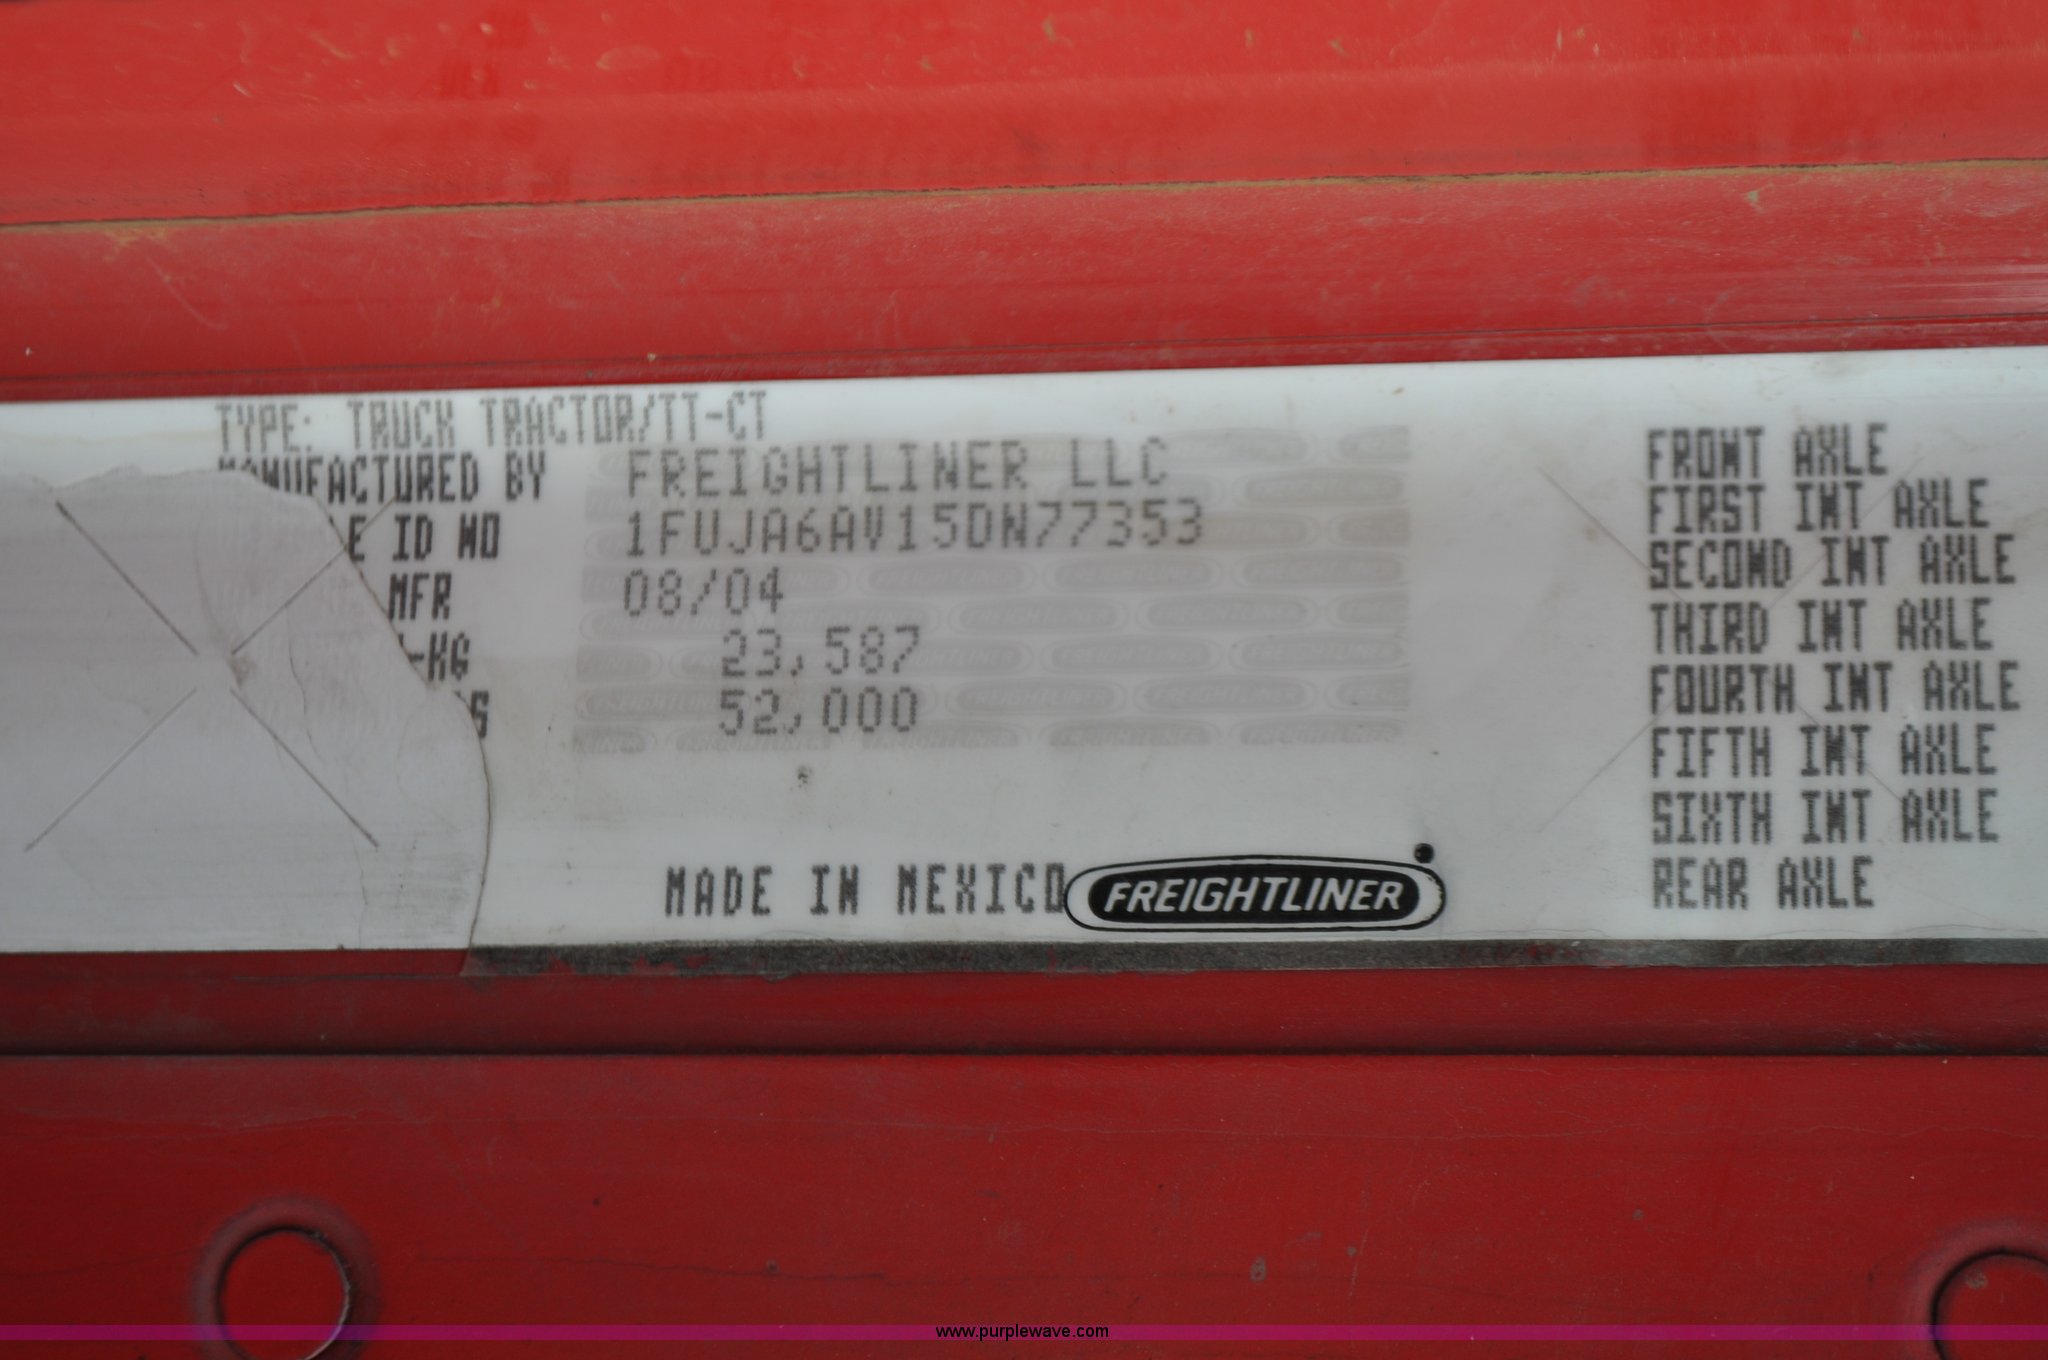 TYPE: TRUCK TRACTOR/TT-CT
MANUFACTURED BY FREIGHTLINER LLC
E ID NO 1FUJA6AV15DN77353
MFR 08/04
-KG 23,587
S 52,000
MADE IN MEXICO FREIGHTLINER
FRONT AXLE
FIRST INT AXLE
SECOND INT AXLE
THIRD INT AXLE
FOURTH INT AXLE
FIFTH INT AXLE
SIXTH INT AXLE
REAR AXLE
www.purplewave.com